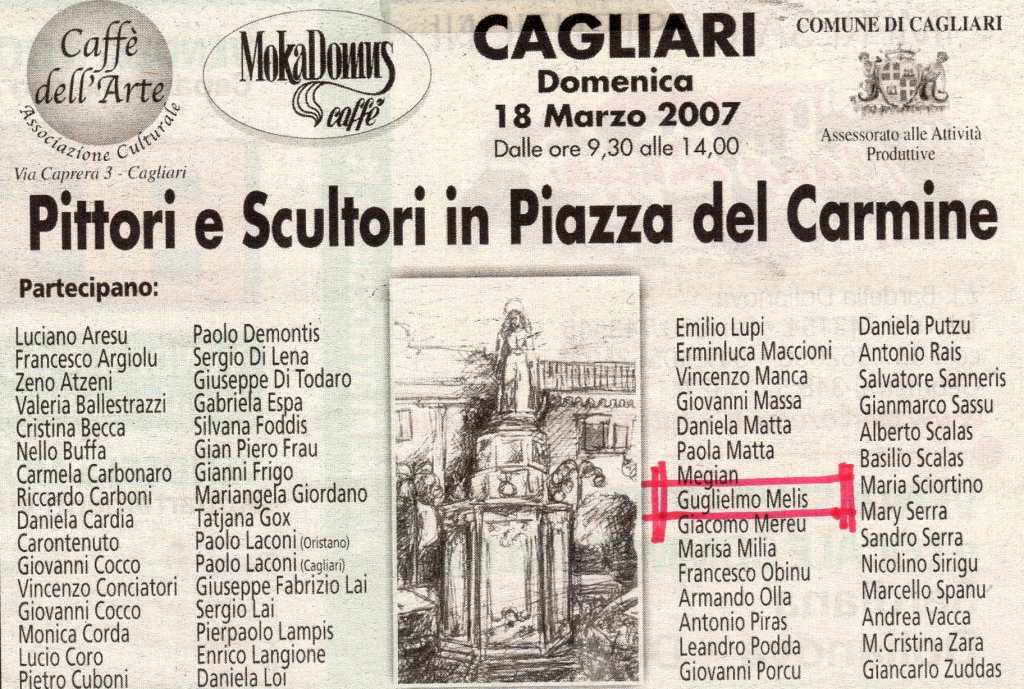 Caffè
dell'Arte
Associazione Culturale
Via Caprera 3 - Cagliari
MokaDomus
caffé
CAGLIARI
Domenica
18 Marzo 2007
Dalle ore 9,30 alle 14,00
COMUNE DI CAGLIARI
Assessorato alle Attività
Produttive
Pittori e Scultori in Piazza del Carmine
Partecipano:
Luciano Aresu
Francesco Argiolu
Zeno Atzeni
Valeria Ballestrazzi
Cristina Becca
Nello Buffa
Carmela Carbonaro
Riccardo Carboni
Daniela Cardia
Carontenuto
Giovanni Cocco
Vincenzo Conciatori
Giovanni Cocco
Monica Corda
Lucio Coro
Pietro Cuboni
Paolo Demontis
Sergio Di Lena
Giuseppe Di Todaro
Gabriela Espa
Silvana Foddis
Gian Piero Frau
Gianni Frigo
Mariangela Giordano
Tatjana Gox
Paolo Laconi (Oristano)
Paolo Laconi (Cagliari)
Giuseppe Fabrizio Lai
Sergio Lai
Pierpaolo Lampis
Enrico Langione
Daniela Loi
Emilio Lupi
Erminluca Maccioni
Vincenzo Manca
Giovanni Massa
Daniela Matta
Paola Matta
Megian
Guglielmo Melis
Giacomo Mereu
Marisa Milia
Francesco Obinu
Armando Olla
Antonio Piras
Leandro Podda
Giovanni Porcu
Daniela Putzu
Antonio Rais
Salvatore Sanneris
Gianmarco Sassu
Alberto Scalas
Basilio Scalas
Maria Sciortino
Mary Serra
Sandro Serra
Nicolino Sirigu
Marcello Spanu
Andrea Vacca
M.Cristina Zara
Giancarlo Zuddas